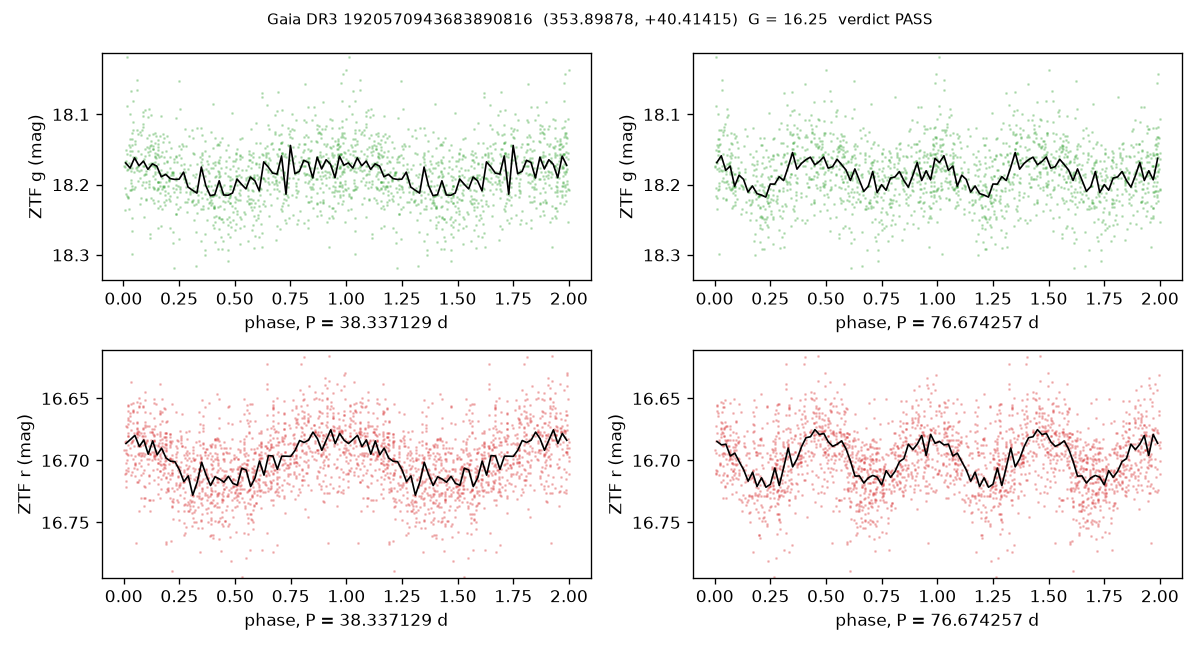 Gaia DR3 1920570943683890816  (353.89878, +40.41415)  G = 16.25  verdict PASS
ZTF g (mag)
18.1
18.2
18.3
0.00 0.25 0.50 0.75 1.00 1.25 1.50 1.75 2.00
phase, P = 38.337129 d
ZTF g (mag)
18.1
18.2
18.3
0.00 0.25 0.50 0.75 1.00 1.25 1.50 1.75 2.00
phase, P = 76.674257 d
ZTF r (mag)
16.65
16.70
16.75
0.00 0.25 0.50 0.75 1.00 1.25 1.50 1.75 2.00
phase, P = 38.337129 d
ZTF r (mag)
16.65
16.70
16.75
0.00 0.25 0.50 0.75 1.00 1.25 1.50 1.75 2.00
phase, P = 76.674257 d